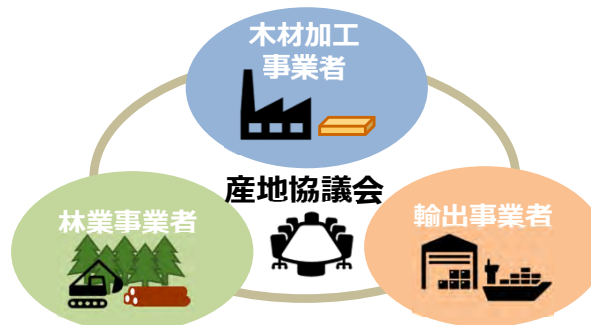 木材加工
事業者
産地協議会
林業事業者
輸出事業者